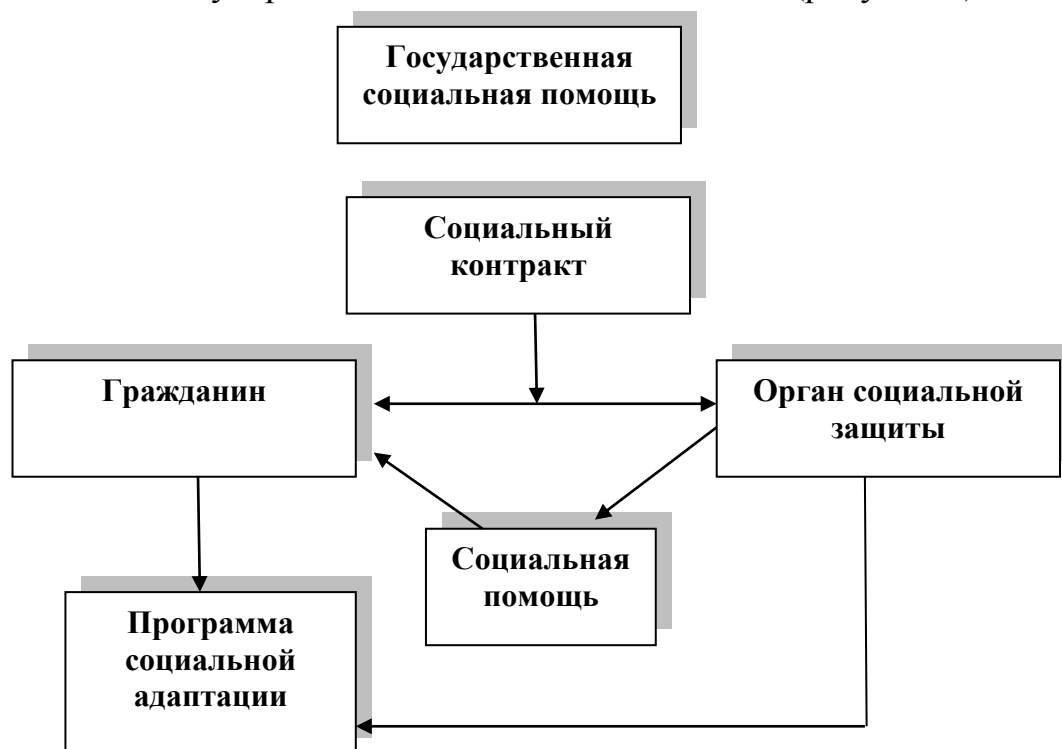 Государственная
социальная помощь
Социальный
контракт
Гражданин
Орган социальной
защиты
Социальная
помощь
Программа
социальной
адаптации